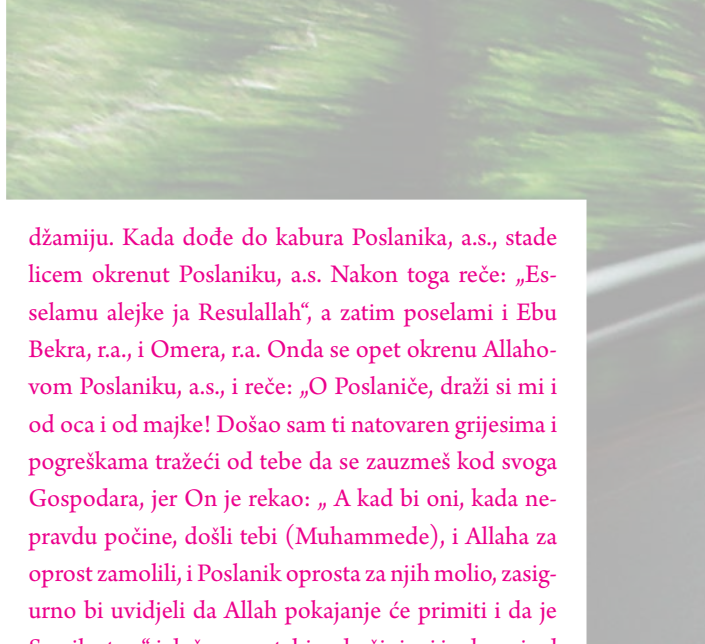 džamiju. Kada dođe do kabura Poslanika, a.s., stade
licem okrenut Poslaniku, a.s. Nakon toga reče: „Es-
selamu alejke ja Resulallah“, a zatim poselami i Ebu
Bekra, r.a., i Omera, r.a. Onda se opet okrenu Allaho-
vom Poslaniku, a.s., i reče: „O Poslaniče, draži si mi i
od oca i od majke! Došao sam ti natovaren grijesima i
pogreškama tražeći od tebe da se zauzmeš kod svoga
Gospodara, jer On je rekao: „ A kad bi oni, kada ne-
pravdu počine, došli tebi (Muhammede), i Allaha za
oprost zamolili, i Poslanik oprosta za njih molio, zasig-
urno bi uvidjeli da Allah pokajanje će primiti i da je